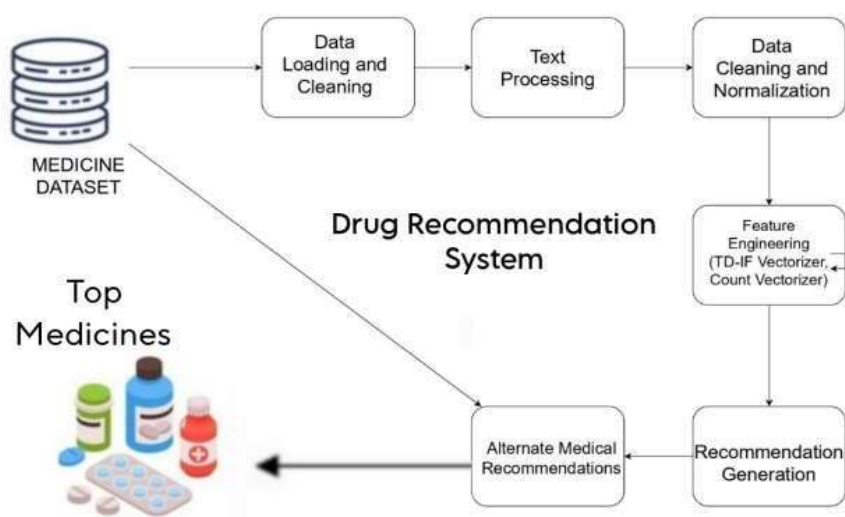 Data
Loading and
Cleaning
Text
Processing
Data
Cleaning and
Normalization
MEDICINE
DATASET
Drug Recommendation
System
Feature
Engineering
(TD-IF Vectorizer,
Count Vectorizer)
Top
Medicines
Alternate Medical
Recommendations
Recommendation
Generation